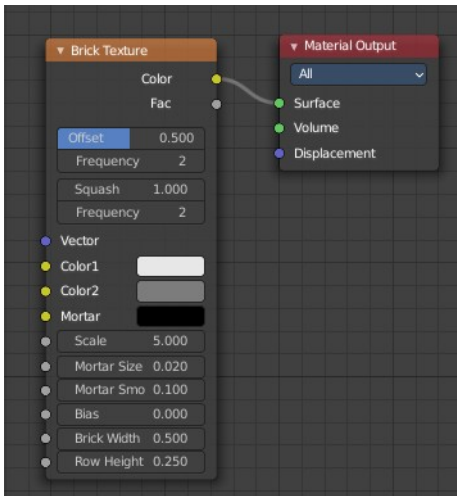 Brick Texture
Color
Fac
Offset 0.500
Frequency 2
Squash 1.000
Frequency 2
Vector
Color1
Color2
Mortar
Scale 5.000
Mortar Size 0.020
Mortar Smo 0.100
Bias 0.000
Brick Width 0.500
Row Height 0.250
Material Output
All
Surface
Volume
Displacement